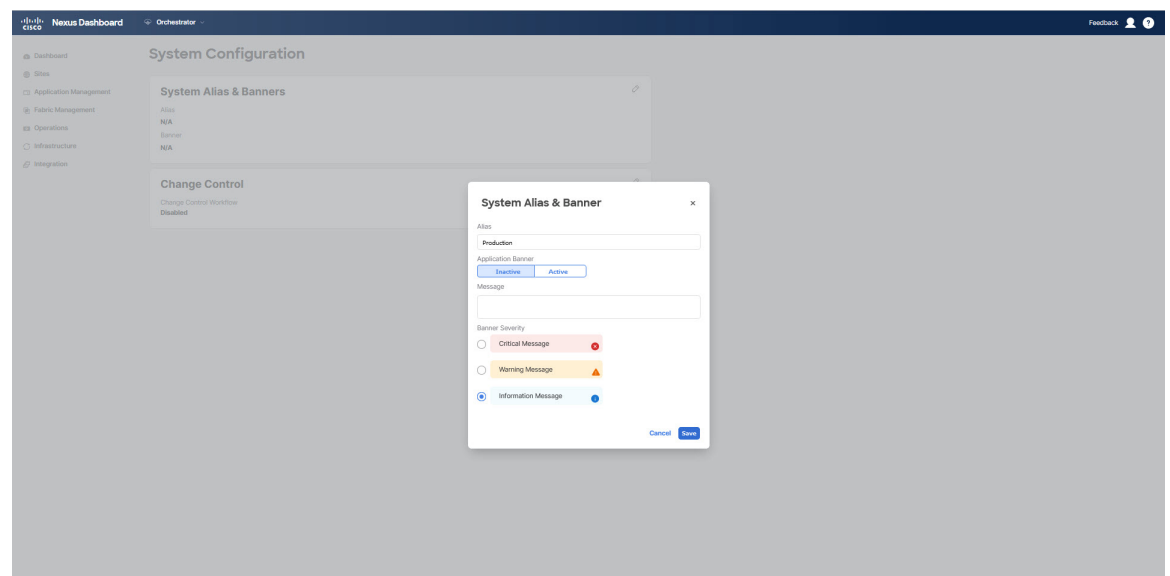 CISCO Nexus Dashboard Orchestrator Feedback ?
Dashboard
Sites
Application Management
Fabric Management
Operations
Infrastructure
Integration
System Configuration
System Alias & Banners
Alias
N/A
Banner
N/A
Change Control
Change Control Workflow
Disabled
System Alias & Banner ×
Alias
Production
Application Banner
Inactive Active
Message
Banner Severity
Critical Message
Warning Message
Information Message
Cancel Save